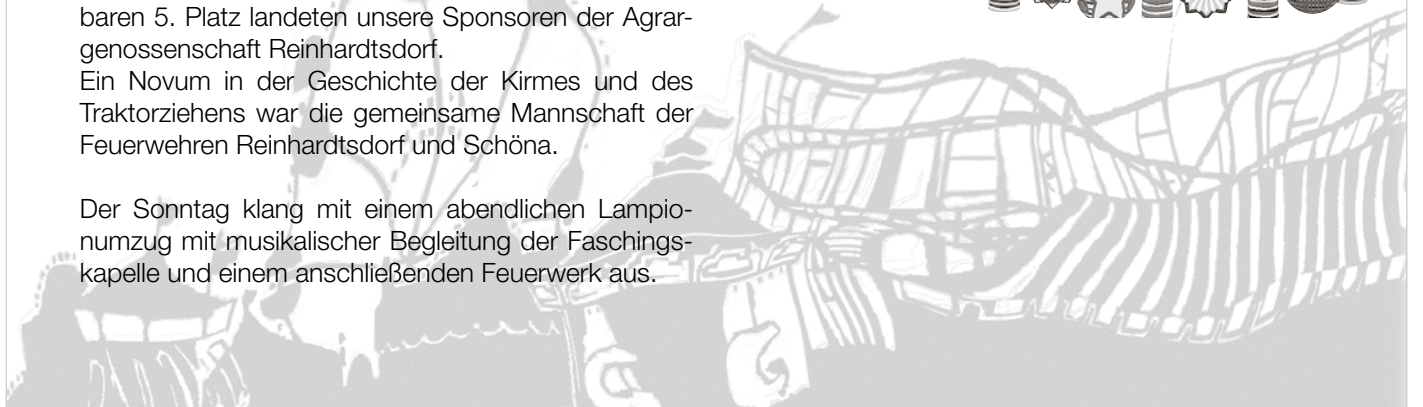 baren 5. Platz landeten unsere Sponsoren der Agrar-
genossenschaft Reinhardtsdorf.
Ein Novum in der Geschichte der Kirmes und des
Traktorziehens war die gemeinsame Mannschaft der
Feuerwehren Reinhardtsdorf und Schöna.
Der Sonntag klang mit einem abendlichen Lampio-
numzug mit musikalischer Begleitung der Faschings-
kapelle und einem anschließenden Feuerwerk aus.